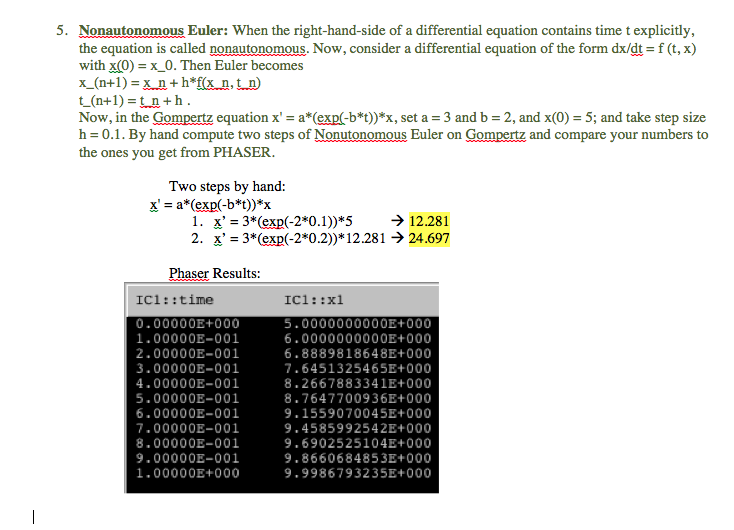 5. Nonautonomous Euler: When the right-hand-side of a differential equation contains time t explicitly,
the equation is called nonautonomous. Now, consider a differential equation of the form dx/dt = f (t, x)
with x(0) = x_0. Then Euler becomes
x_(n+1) = x_n + h*f(x_n, t_n)
t_(n+1) = t_n + h .
Now, in the Gompertz equation x' = a*(exp(-b*t))*x, set a = 3 and b = 2, and x(0) = 5; and take step size
h = 0.1. By hand compute two steps of Nonutonomous Euler on Gompertz and compare your numbers to
the ones you get from PHASER.
Two steps by hand:
x' = a*(exp(-b*t))*x
1. x' = 3*(exp(-2*0.1))*5 → 12.281
2. x' = 3*(exp(-2*0.2))*12.281 → 24.697
Phaser Results:
IC1::time IC1::x1
0.00000E+000 5.0000000000E+000
1.00000E-001 6.0000000000E+000
2.00000E-001 6.8889818648E+000
3.00000E-001 7.6451325465E+000
4.00000E-001 8.2667883341E+000
5.00000E-001 8.7647700936E+000
6.00000E-001 9.1559070045E+000
7.00000E-001 9.4585992542E+000
8.00000E-001 9.6902525104E+000
9.00000E-001 9.8660684853E+000
1.00000E+000 9.9986793235E+000